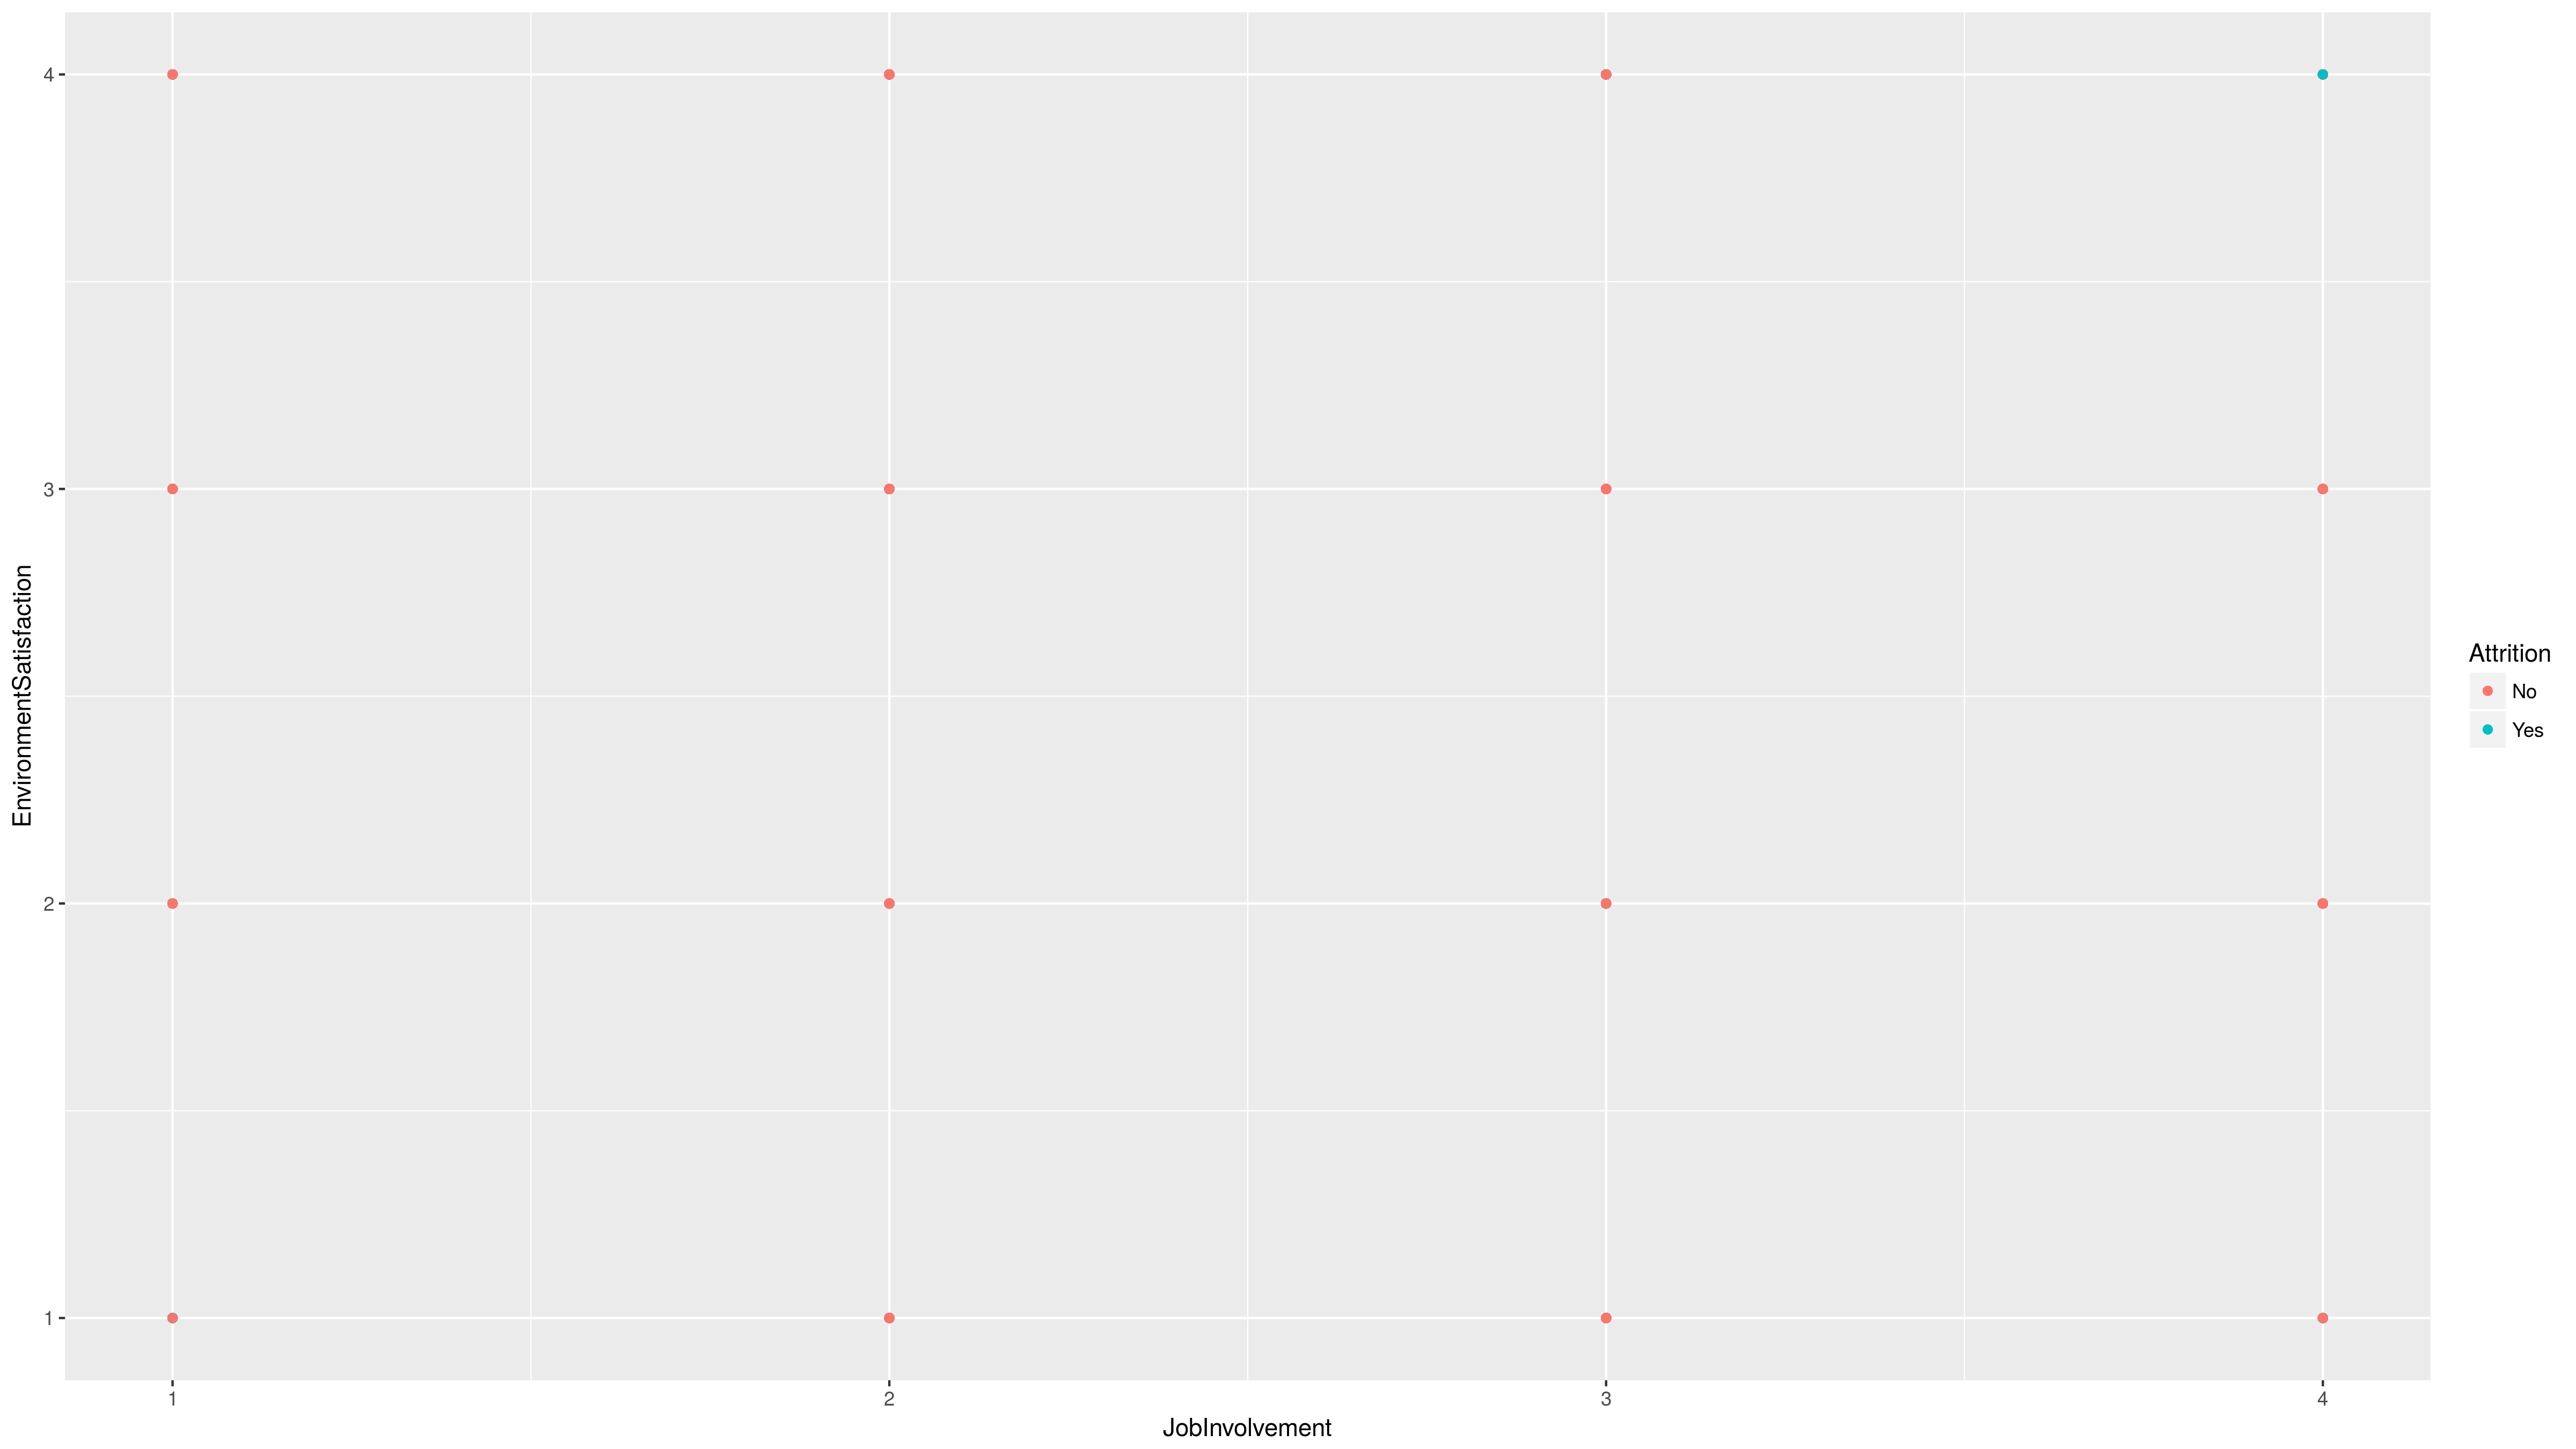 4
3
2
1
EnvironmentSatisfaction
1 2 3 4
JobInvolvement
Attrition
No
Yes